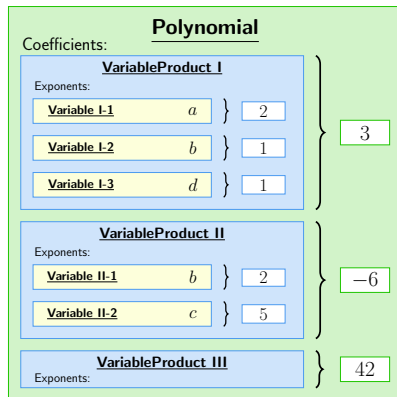 Polynomial
Coefficients:
VariableProduct I
Exponents:
Variable I-1 a } 2
Variable I-2 b } 1
Variable I-3 d } 1
} 3
VariableProduct II
Exponents:
Variable II-1 b } 2
Variable II-2 c } 5
} −6
VariableProduct III
Exponents:
} 42